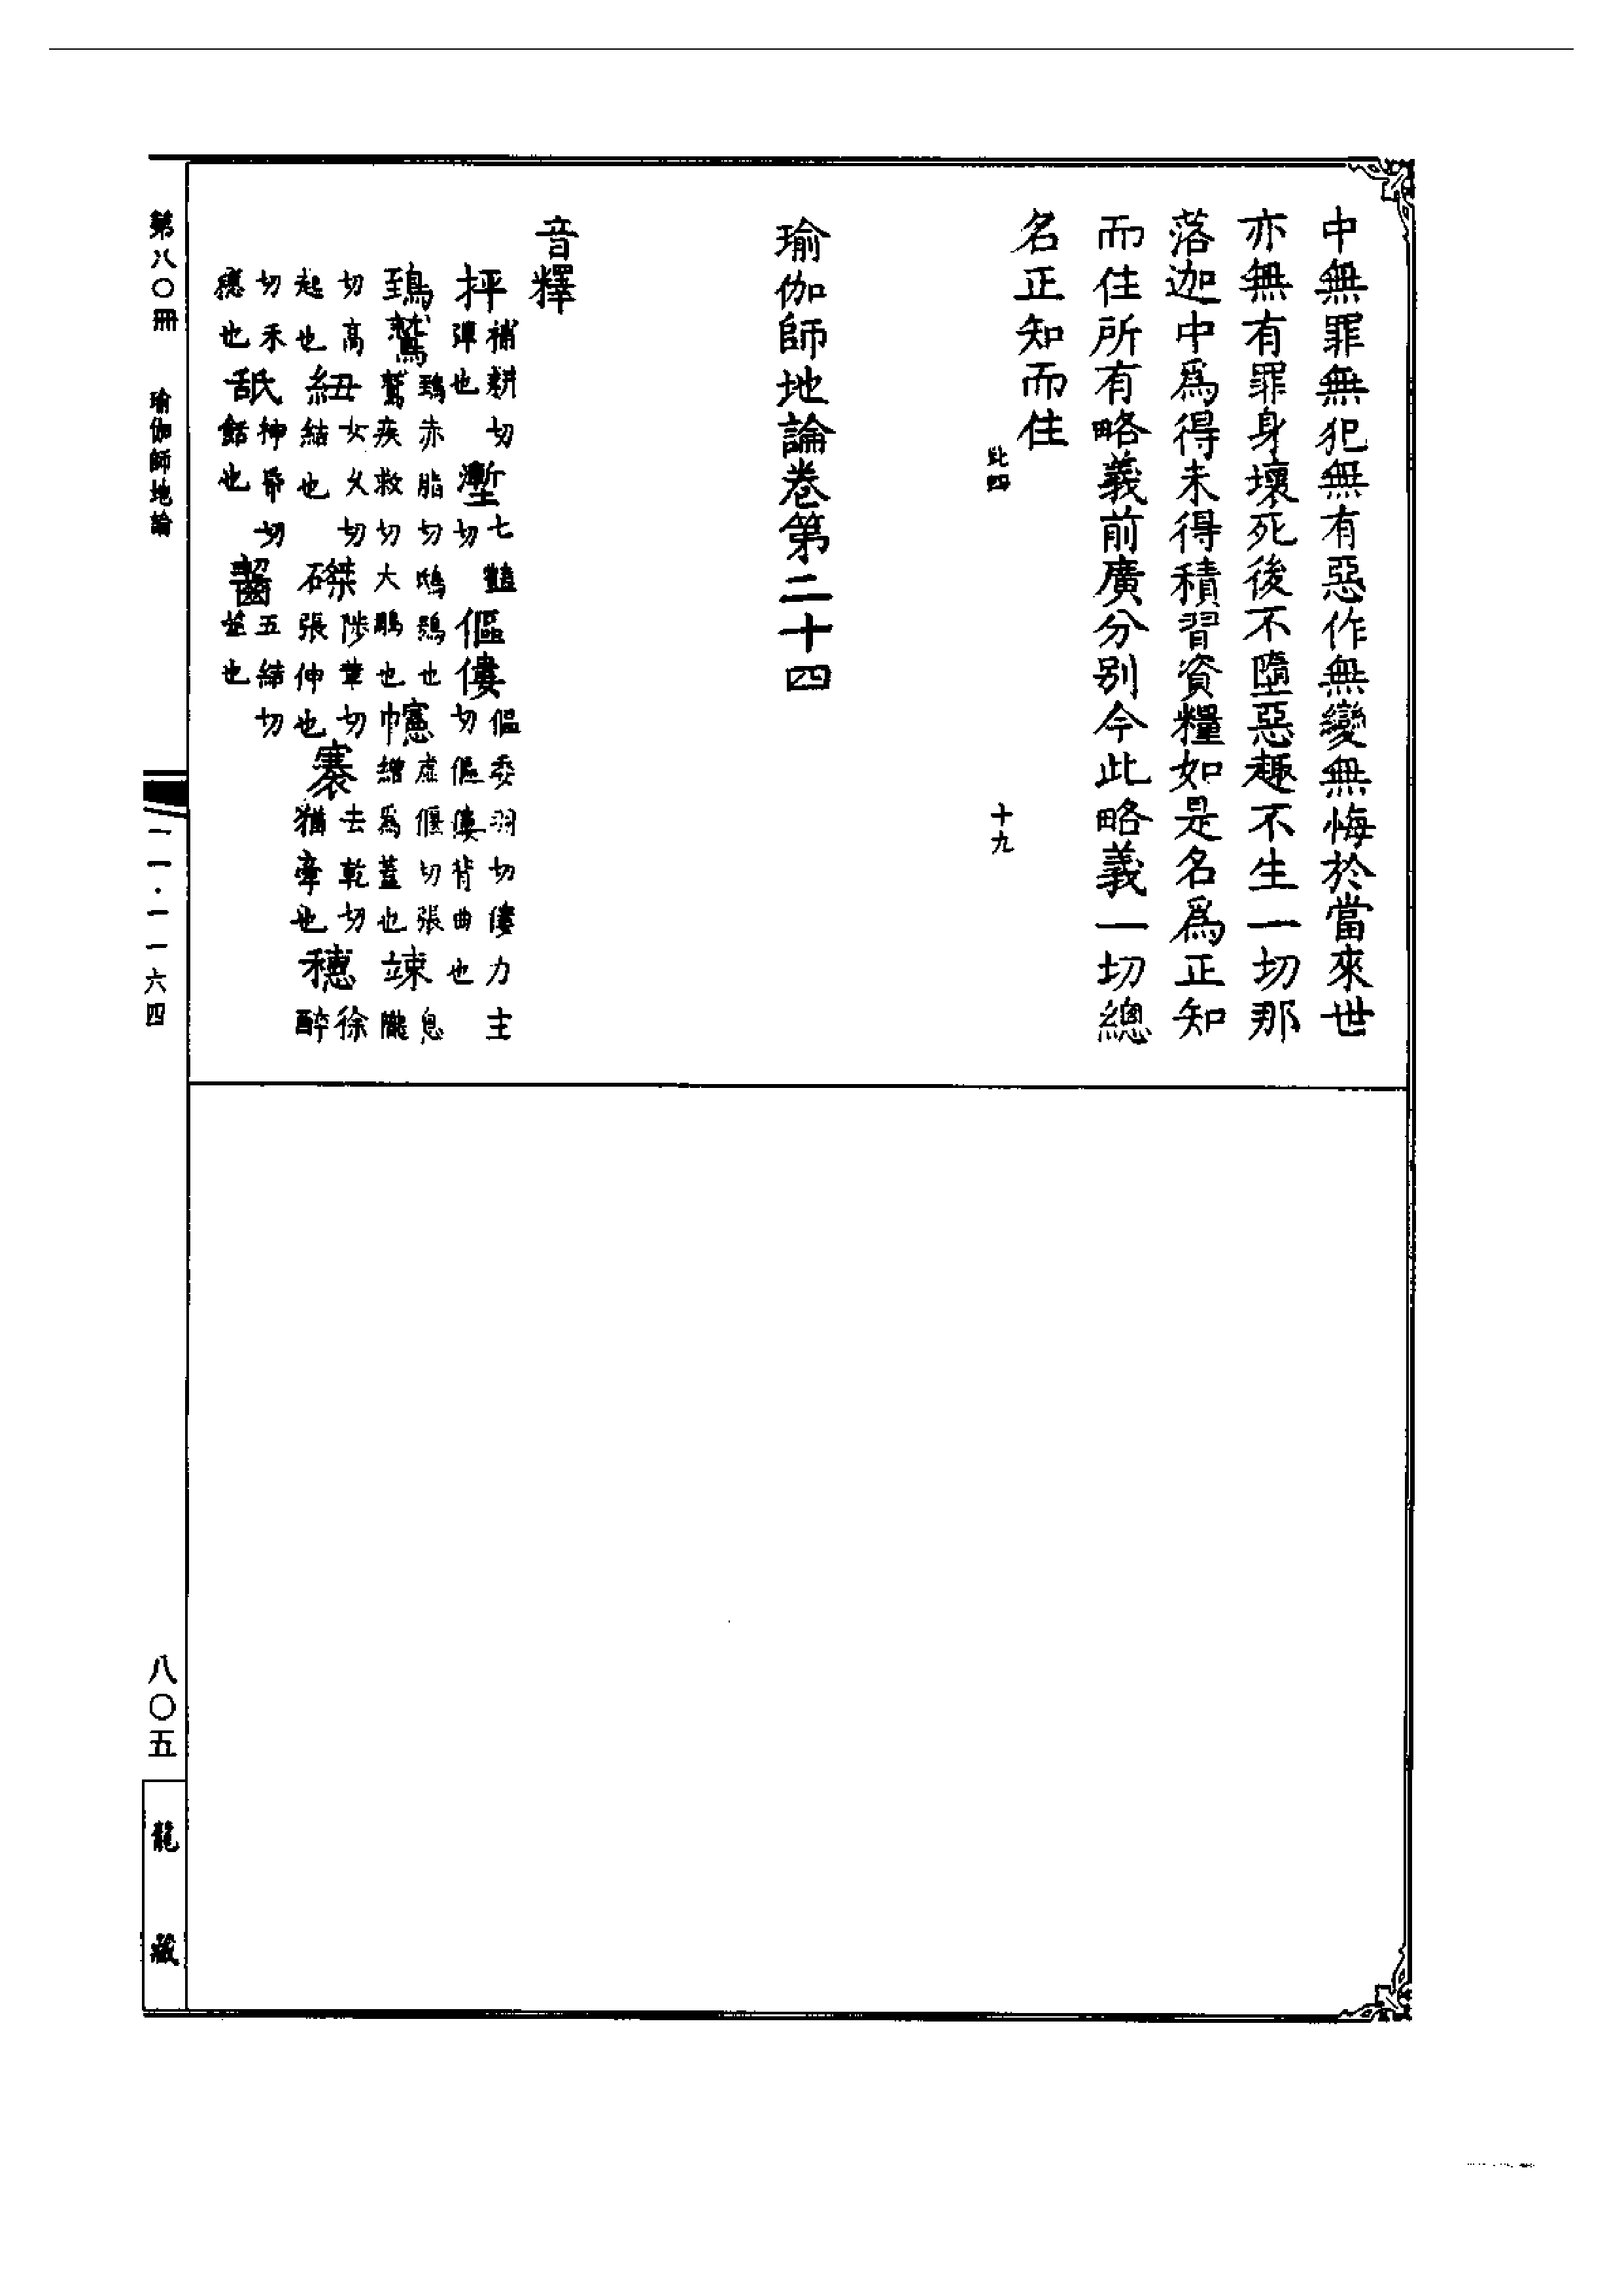 中無罪無犯無有惡作無變無悔於當來世
亦無有罪身壞死後不墮惡趣不生一切那
落迦中為得未得積習資糧如是名為正知
而住所有略義前廣分別今此略義一切總
名正知而住
此四 十九
瑜伽師地論卷第二十四
音釋
抨補耕切彈也 塹七豔切 傴僂傴委羽切僂力主切傴僂背曲也
鵄鷲鵄赤脂切鴟鵄也鷲疾救切大鵰也 幰虛偃切張繒為蓋也 竦息隴
切高起也 紐女久切結也 磔陟革切張伸也 褰去乾切猶牽也 穗徐醉
切禾穗也 舐神帋切餂也 齧五結切噬也
第八〇冊 瑜伽師地論 一一·一一六四 八〇五 龍藏